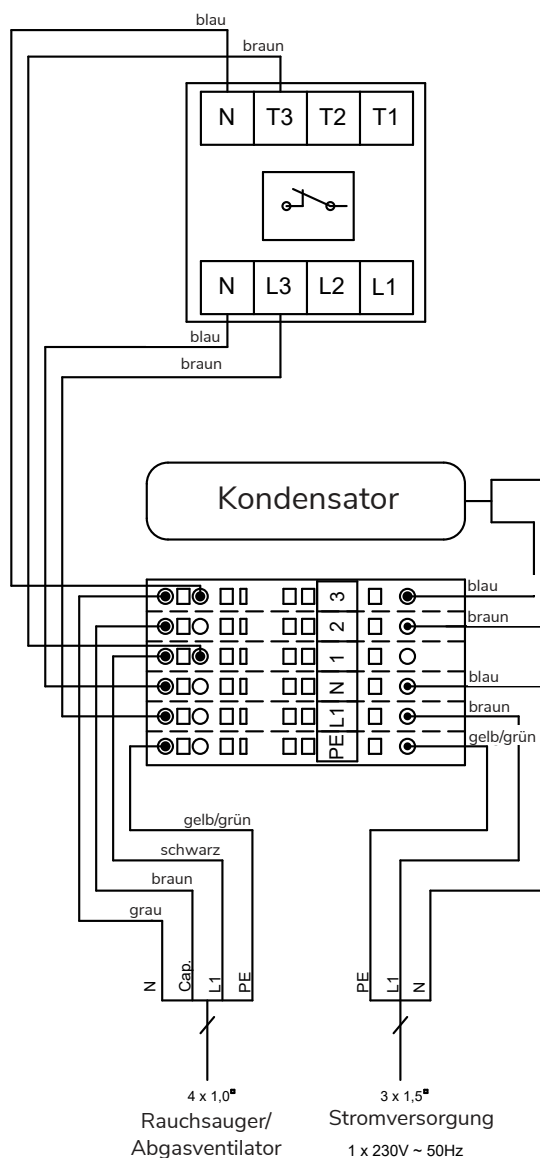 blau
braun
N T3 T2 T1
N L3 L2 L1
blau
braun
Kondensator
3 blau
2 braun
1
N blau
L1 braun
PE gelb/grün
gelb/grün
schwarz
braun
grau
N Cap. L1 PE
PE L1 N
4 x 1,0
3 x 1,5
Rauchsauger/
Abgasventilator
Stromversorgung
1 x 230V ~ 50Hz